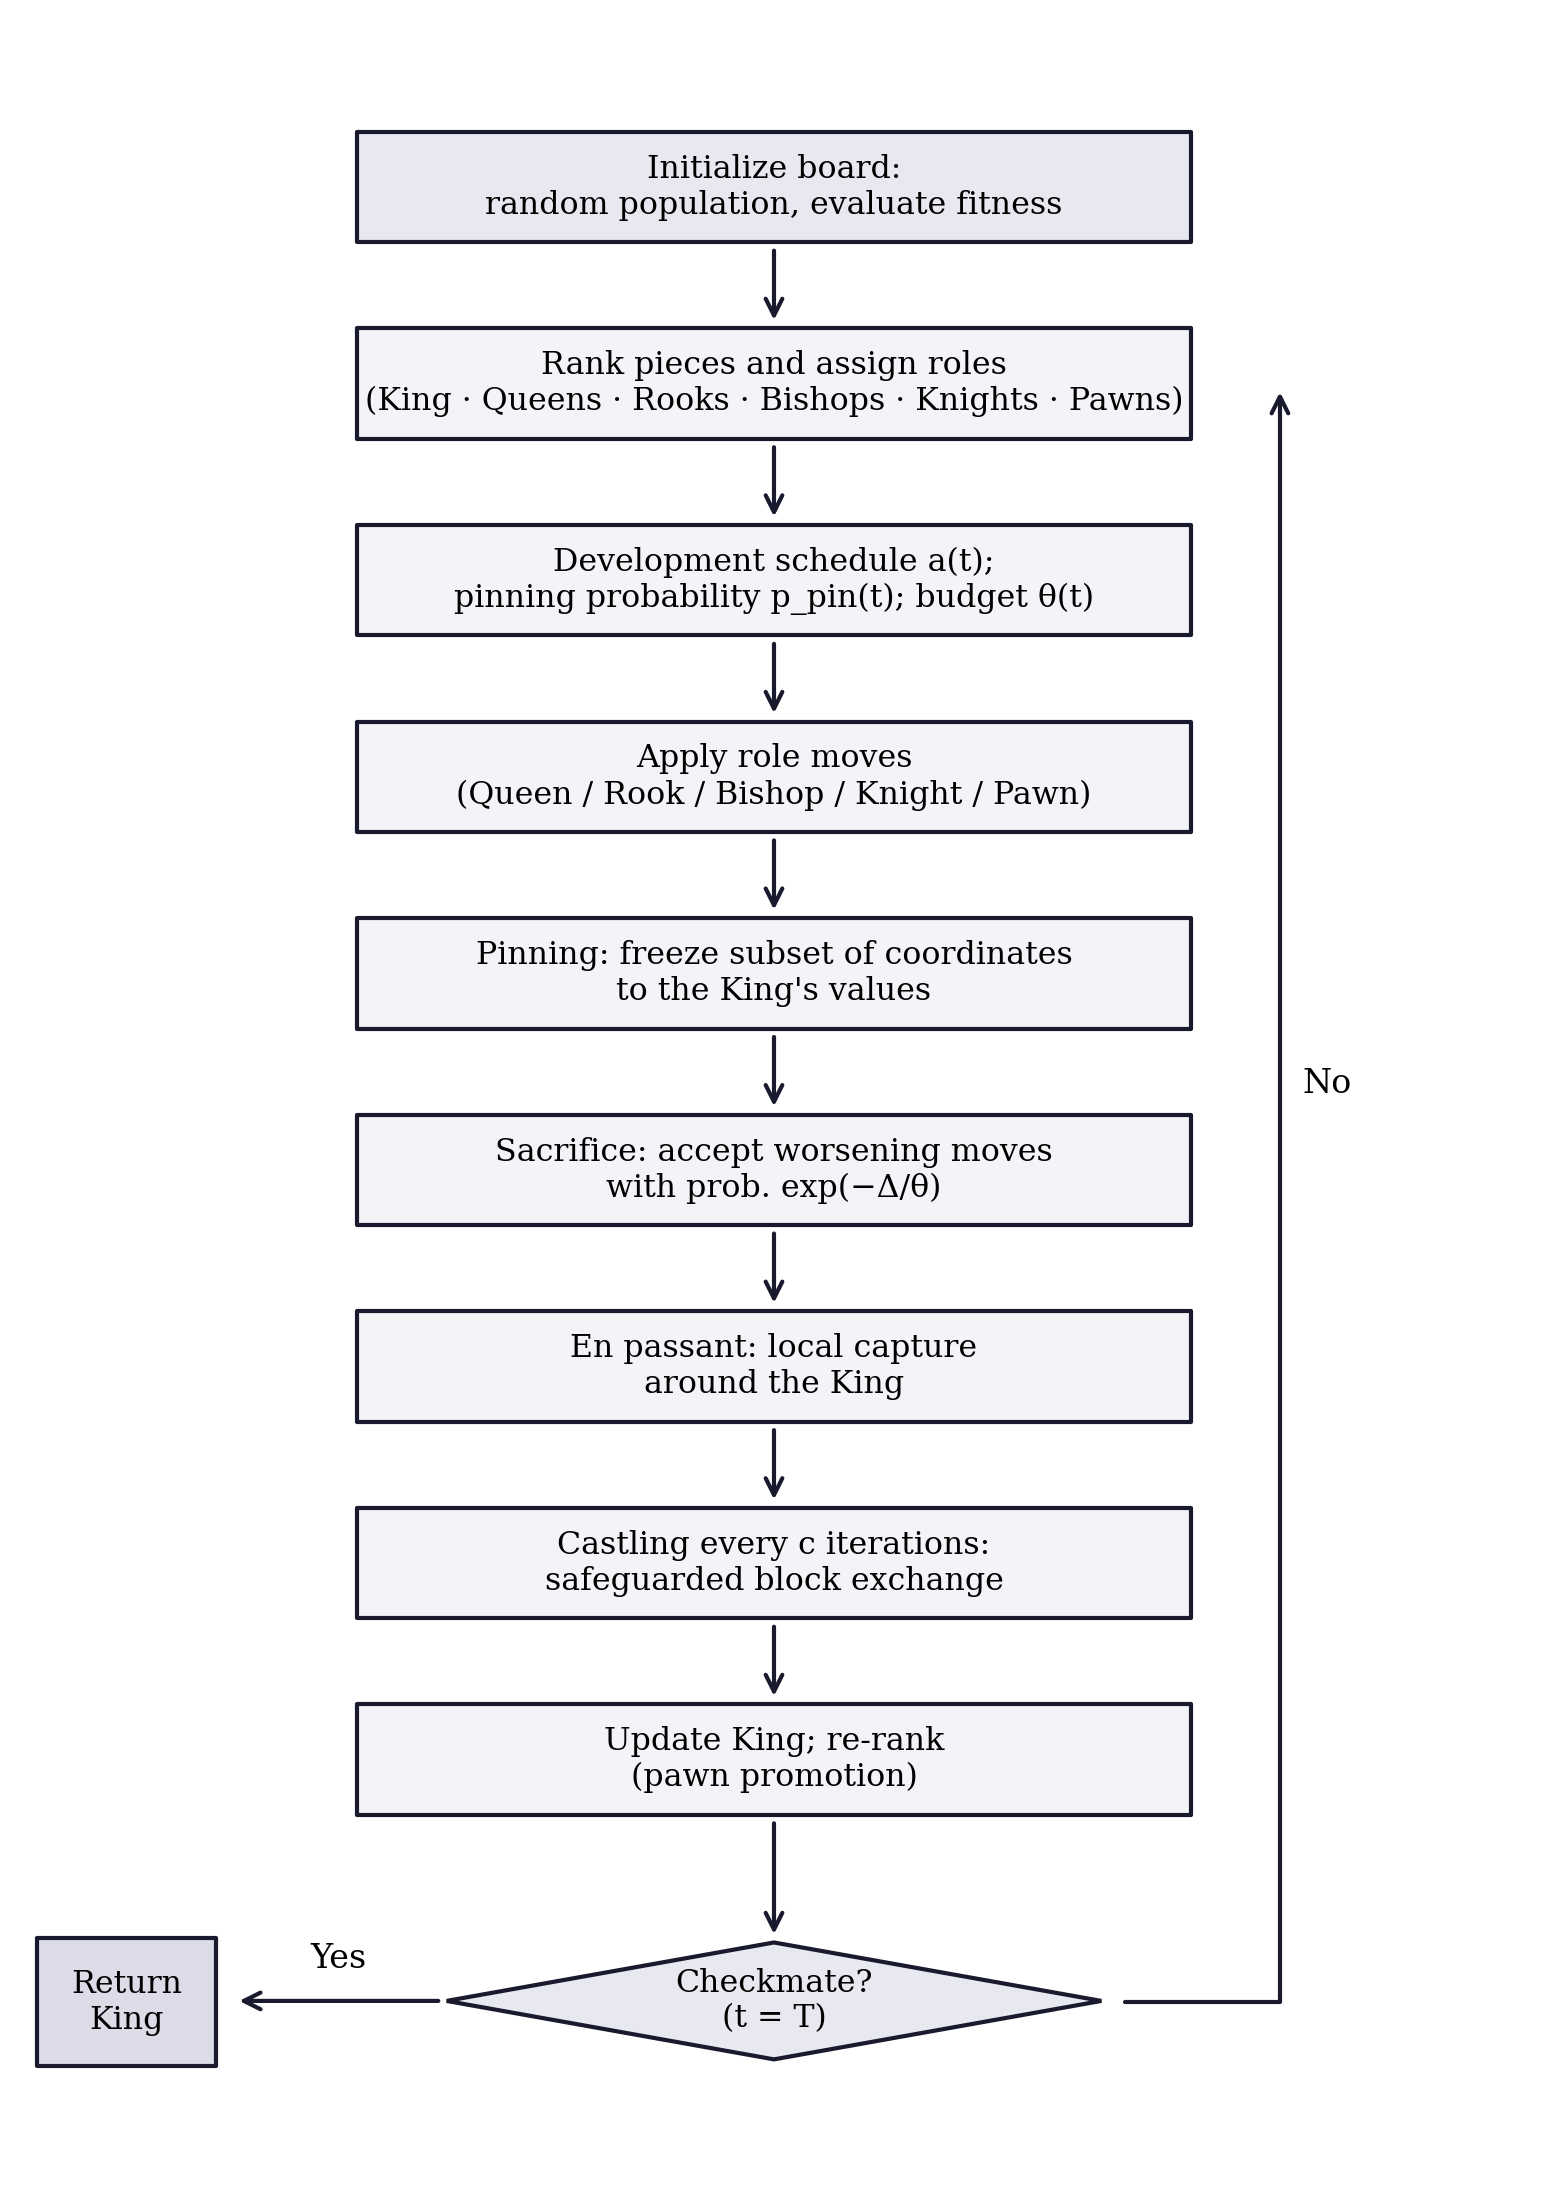 Initialize board:
random population, evaluate fitness
Rank pieces and assign roles
(King · Queens · Rooks · Bishops · Knights · Pawns)
Development schedule a(t);
pinning probability p_pin(t); budget θ(t)
Apply role moves
(Queen / Rook / Bishop / Knight / Pawn)
Pinning: freeze subset of coordinates
to the King's values
No
Sacrifice: accept worsening moves
with prob. exp(−Δ/θ)
En passant: local capture
around the King
Castling every c iterations:
safeguarded block exchange
Update King; re-rank
(pawn promotion)
Yes
Return
King
Checkmate?
(t = T)